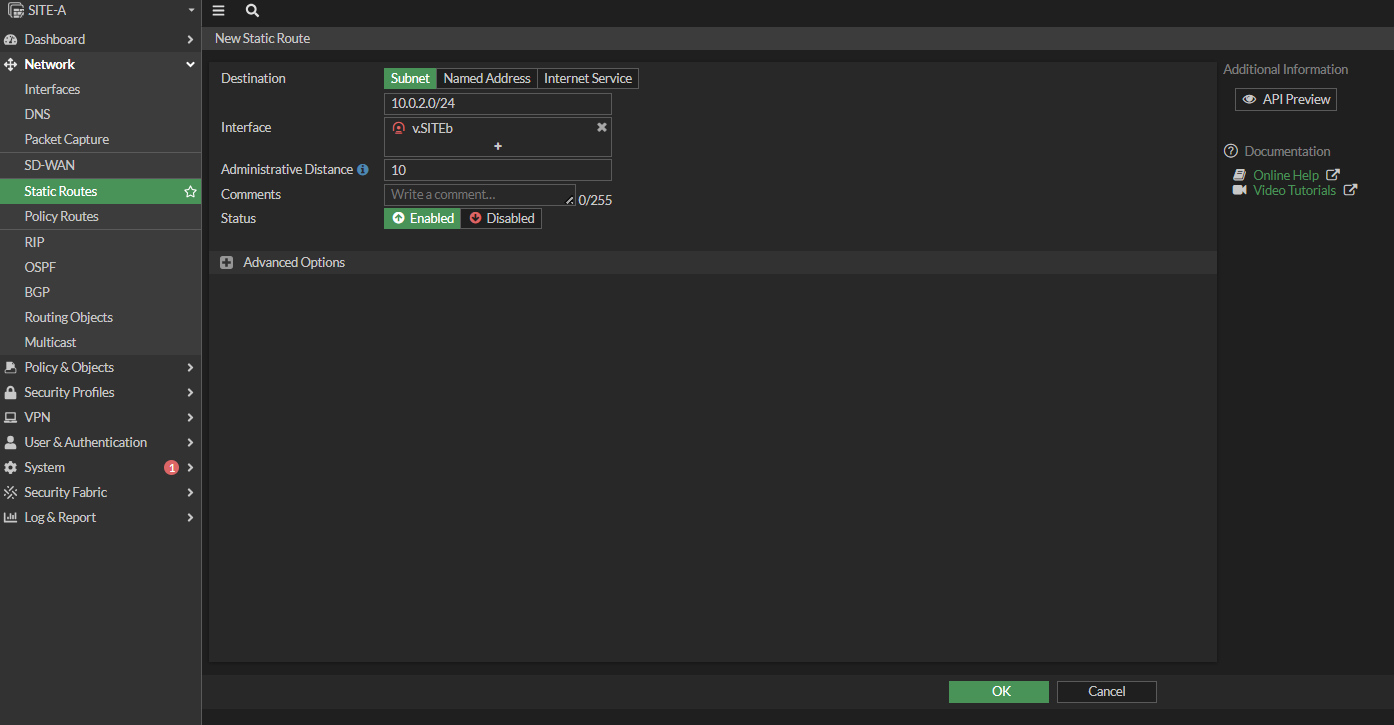 SITE-A
Dashboard
Network
Interfaces
DNS
Packet Capture
SD-WAN
Static Routes
Policy Routes
RIP
OSPF
BGP
Routing Objects
Multicast
Policy & Objects
Security Profiles
VPN
User & Authentication
System 1
Security Fabric
Log & Report
New Static Route
Destination Subnet Named Address Internet Service
10.0.2.0/24
Interface v.SITEb
+
Administrative Distance 10
Comments Write a comment... 0/255
Status Enabled Disabled
Advanced Options
OK Cancel
Additional Information
API Preview
Documentation
Online Help
Video Tutorials